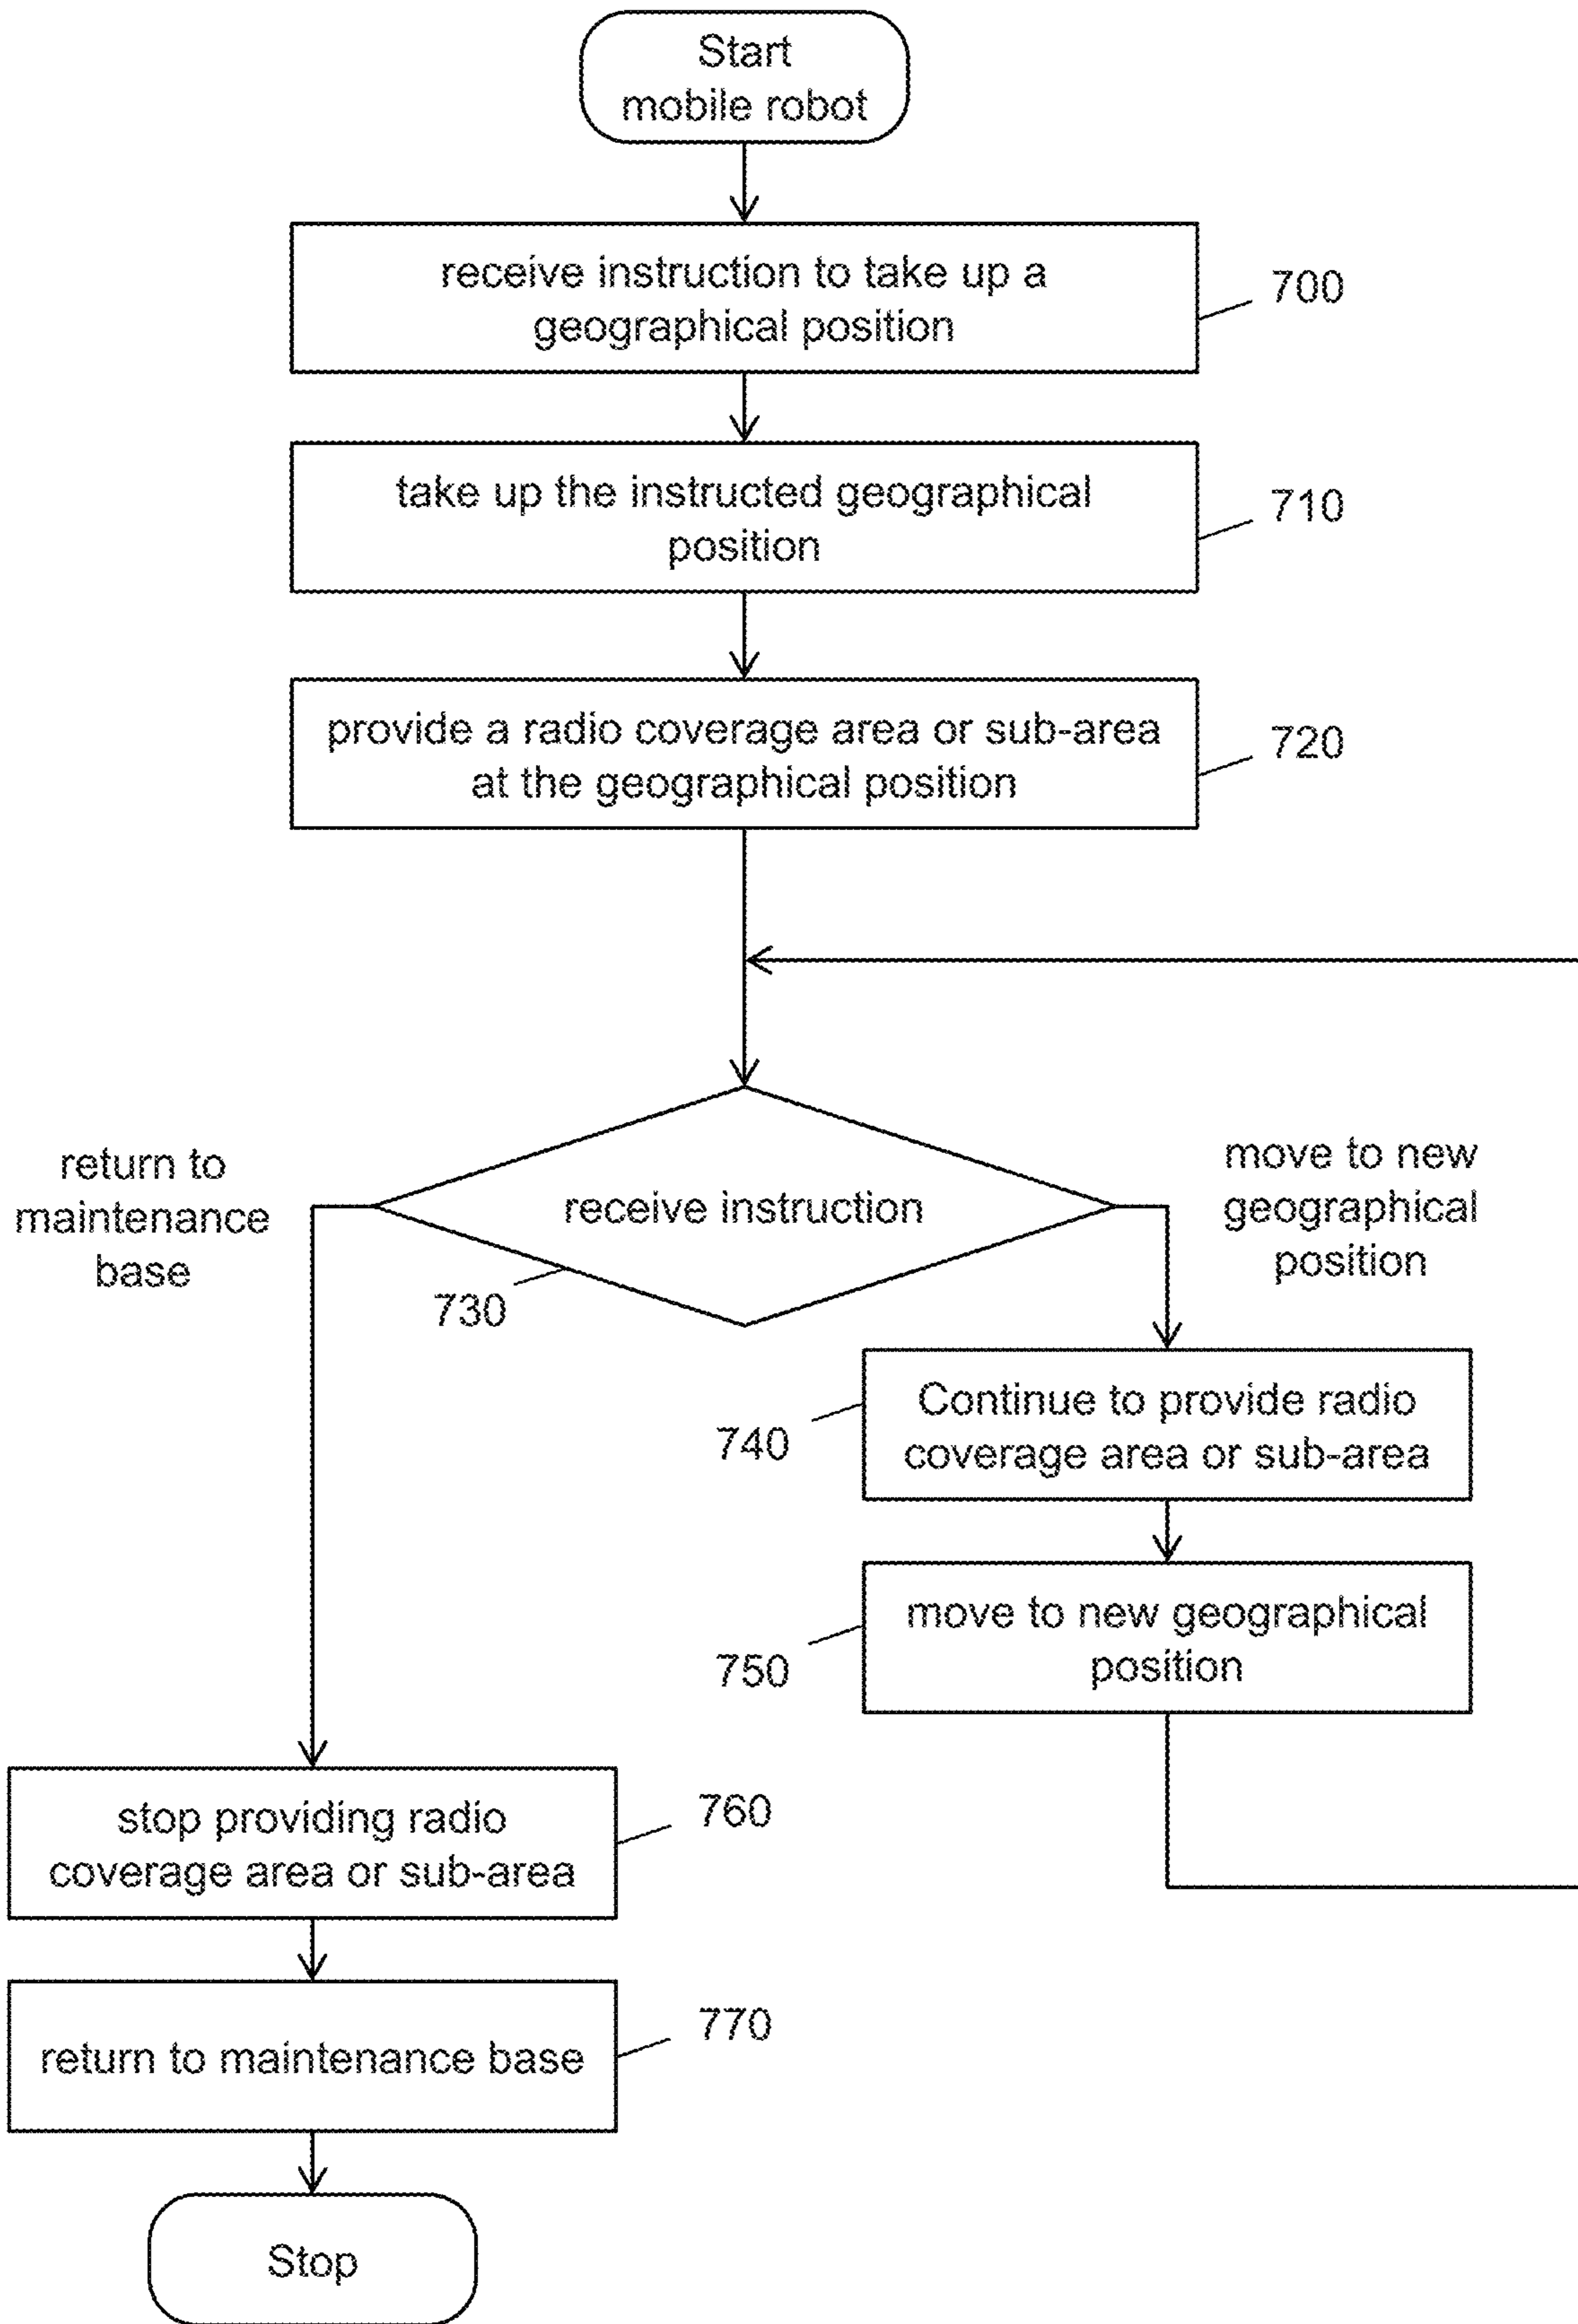 Start
mobile robot
receive instruction to take up a
geographical position
700
take up the instructed geographical
position
710
provide a radio coverage area or sub-area
at the geographical position
720
return to
maintenance
base
receive instruction
730
move to new
geographical
position
Continue to provide radio
coverage area or sub-area
740
move to new geographical
position
750
stop providing radio
coverage area or sub-area
760
return to maintenance base
770
Stop